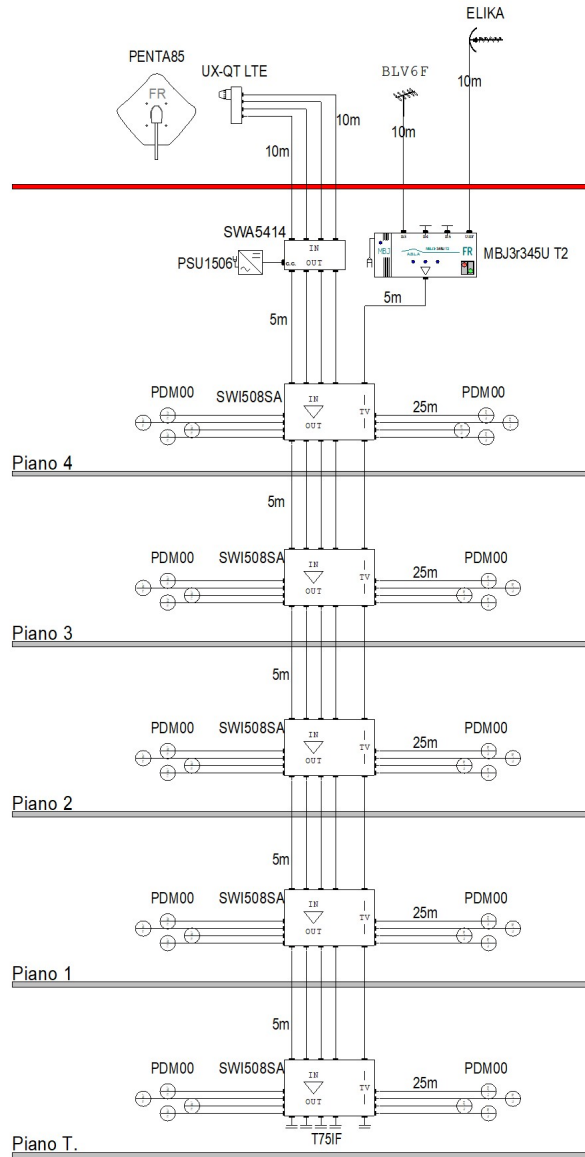 ELIKA
PENTA85
UX-QT LTE
BLV6F
FR
10m
10m
10m
10m
SWA5414
IN
OUT
PSU1506
MBJ
FR
MBJ3r345U T2
5m
5m
PDM00
SWI508SA
IN
OUT
TV
25m
PDM00
Piano 4
5m
PDM00
SWI508SA
IN
OUT
TV
25m
PDM00
Piano 3
5m
PDM00
SWI508SA
IN
OUT
TV
25m
PDM00
Piano 2
5m
PDM00
SWI508SA
IN
OUT
TV
25m
PDM00
Piano 1
5m
PDM00
SWI508SA
IN
OUT
TV
25m
PDM00
T75IF
Piano T.